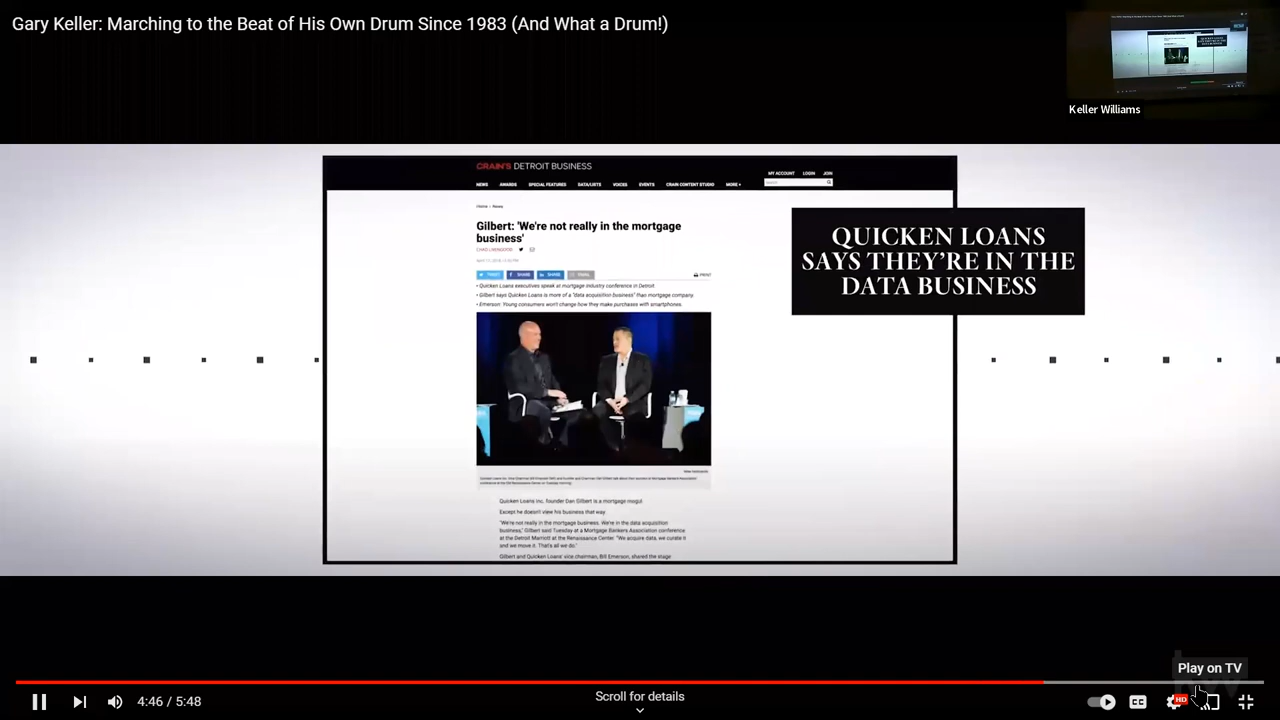 Gary Keller: Marching to the Beat of His Own Drum Since 1983 (And What a Drum!)
Keller Williams
CRAIN'S DETROIT BUSINESS
MY ACCOUNT LOGIN JOIN
NEWS AWARDS SPECIAL FEATURES DATA/LISTS VOICES EVENTS CRAIN CONTENT STUDIO MORE +
Search
Home > News
Gilbert: 'We're not really in the mortgage
business'
TWEET SHARE SHARE EMAIL PRINT
• Quicken Loans executives speak at mortgage industry conference in Detroit
• Gilbert says Quicken Loans is more of a "data acquisition business" than mortgage company.
• Emerson: Young consumers won't change how they make purchases with smartphones.
QUICKEN LOANS
SAYS THEY'RE IN THE
DATA BUSINESS
Quicken Loans Inc. founder Dan Gilbert is a mortgage mogul
Except he doesn't view his business that way
"We're not really in the mortgage business. We're in the data acquisition
business," Gilbert said Tuesday at a Mortgage Bankers Association conference
at the Detroit Marriott at the Renaissance Center. "We acquire data, we curate it
and we move it. That's all we do."
Gilbert and Quicken Loans' vice chairman, Bill Emerson, shared the stage
Play on TV
4:46 / 5:48
Scroll for details
CC
HD